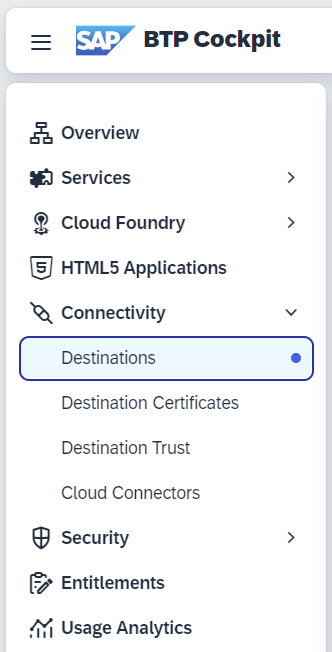 SAP BTP Cockpit
Overview
Services
Cloud Foundry
HTML5 Applications
Connectivity
Destinations
Destination Certificates
Destination Trust
Cloud Connectors
Security
Entitlements
Usage Analytics